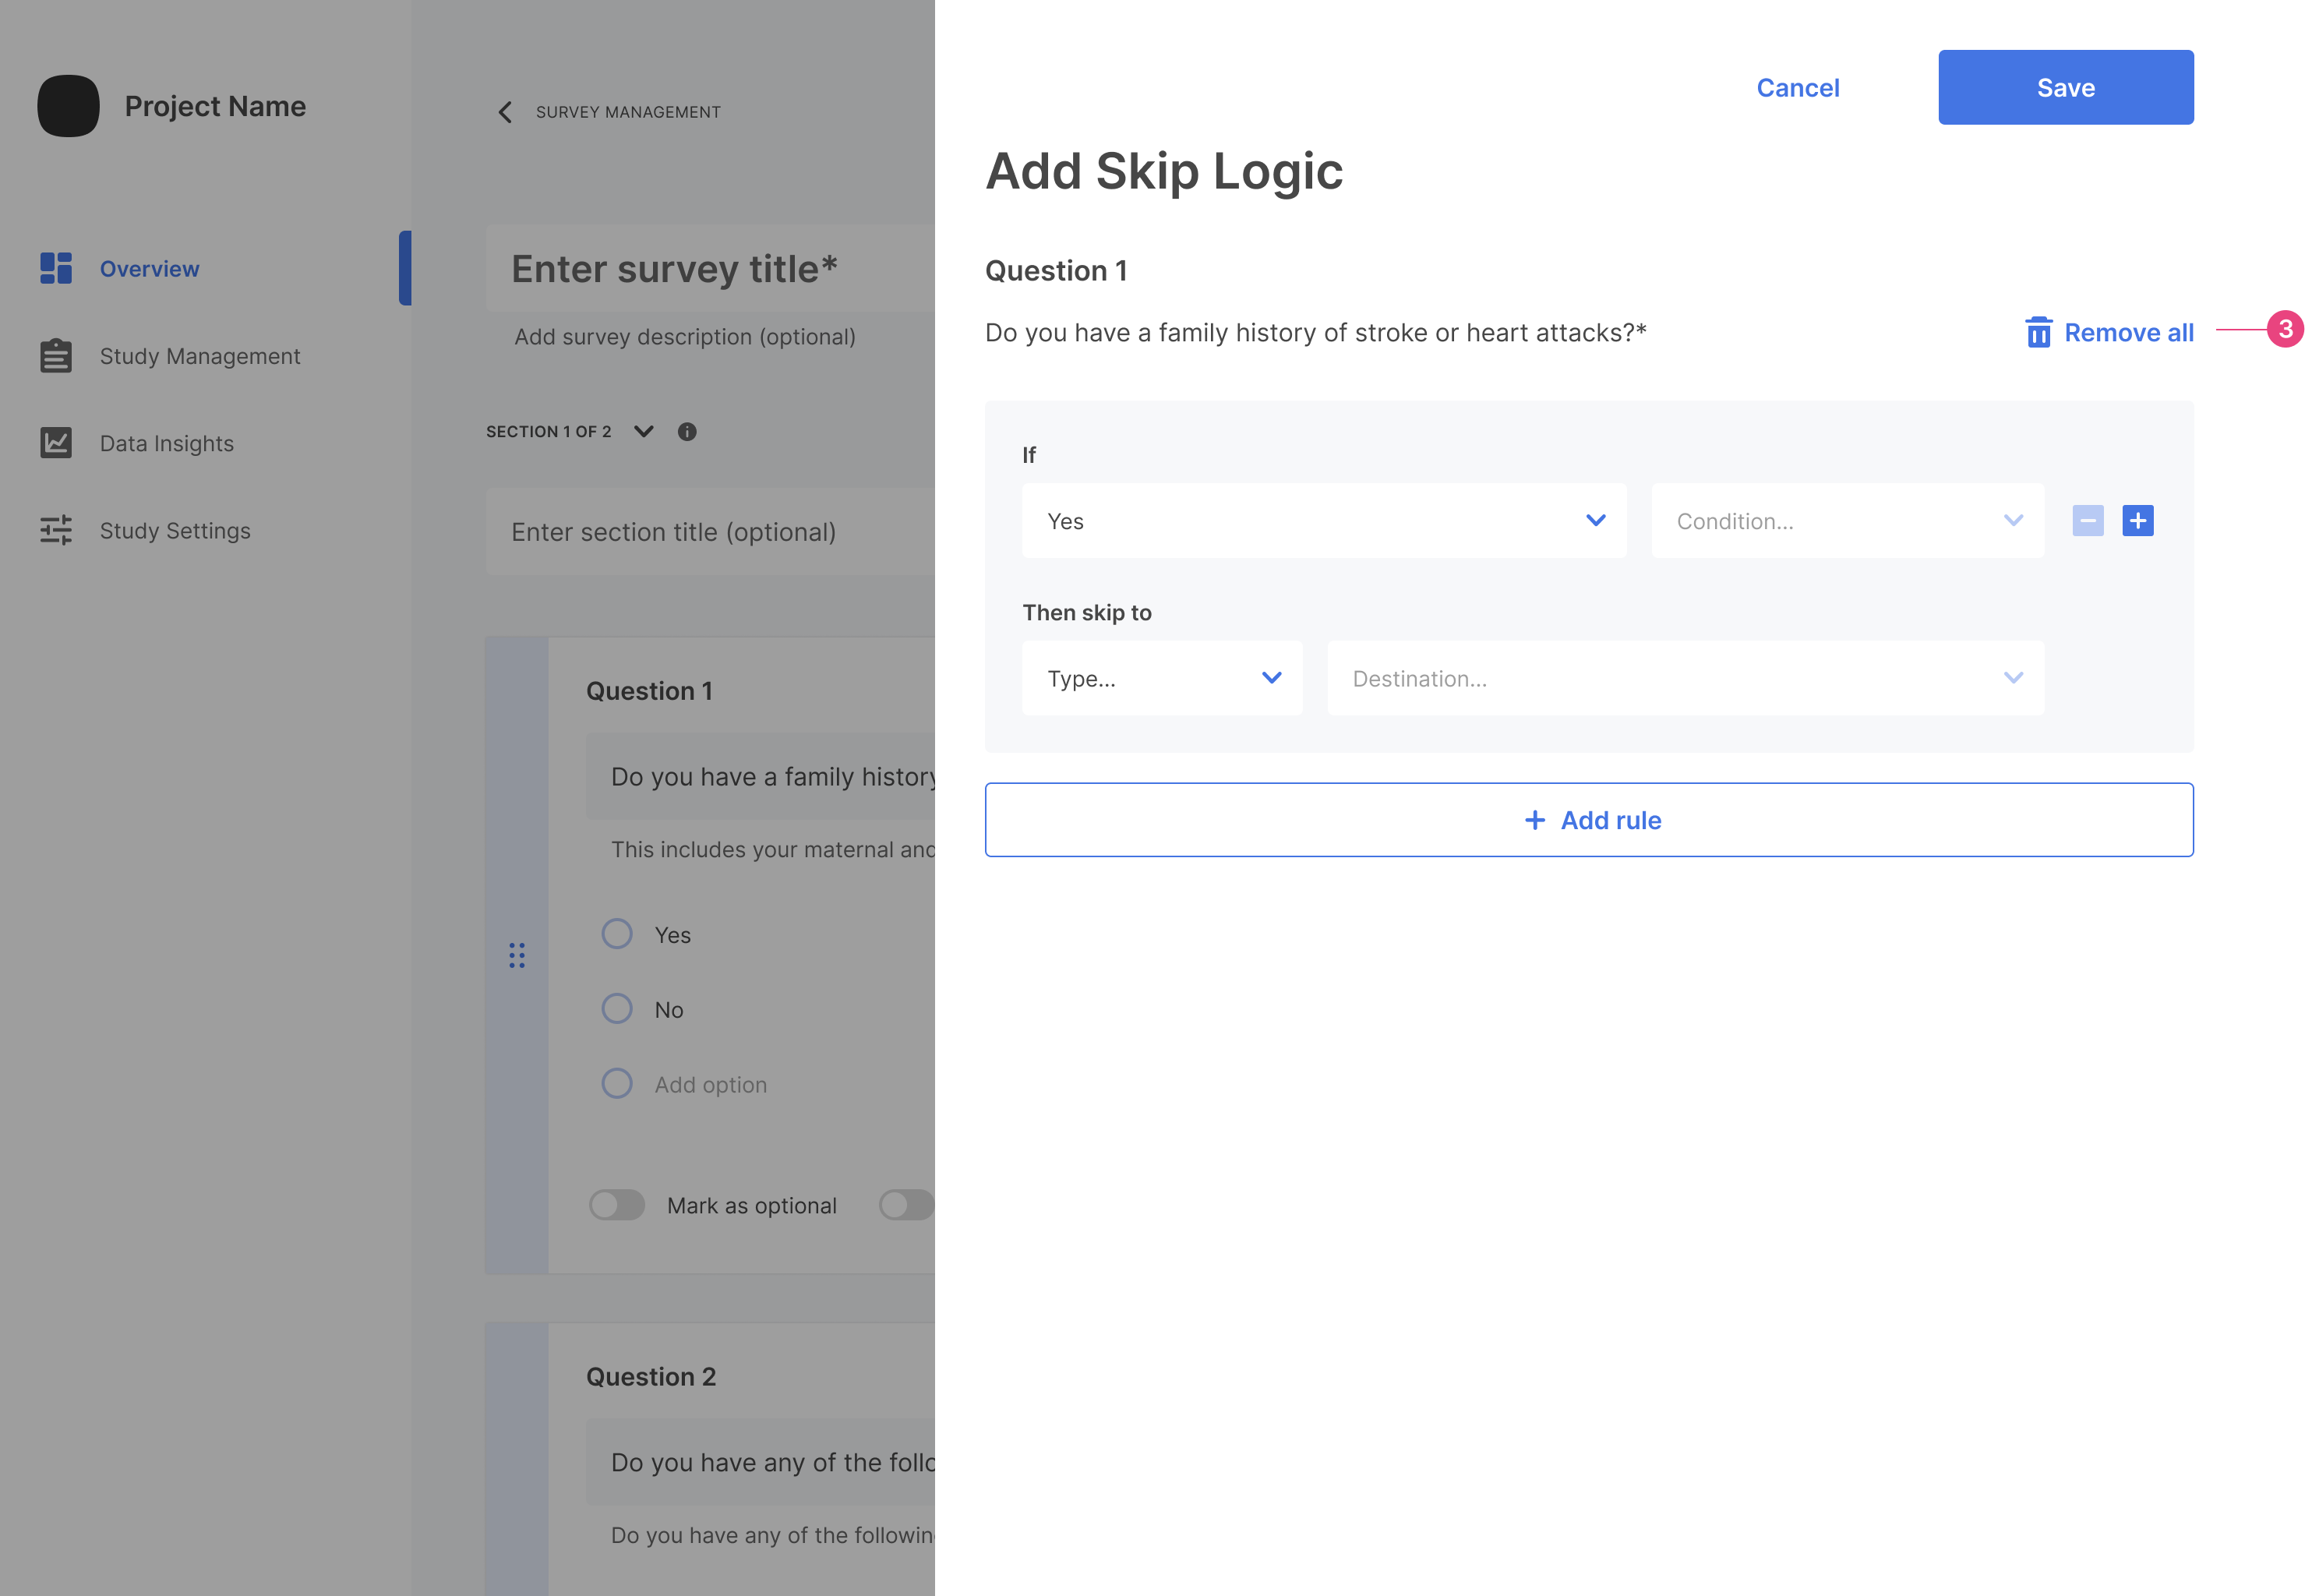 Project Name
Overview
Study Management
Data Insights
Study Settings
SURVEY MANAGEMENT
Enter survey title*
Add survey description (optional)
SECTION 1 OF 2
Enter section title (optional)
Question 1
Do you have a family history
This includes your maternal and
Yes
No
Add option
Mark as optional
Question 2
Do you have any of the follo
Do you have any of the followin
Cancel
Save
Add Skip Logic
Question 1
Do you have a family history of stroke or heart attacks?*
Remove all
3
If
Yes
Condition...
Then skip to
Type...
Destination...
+ Add rule